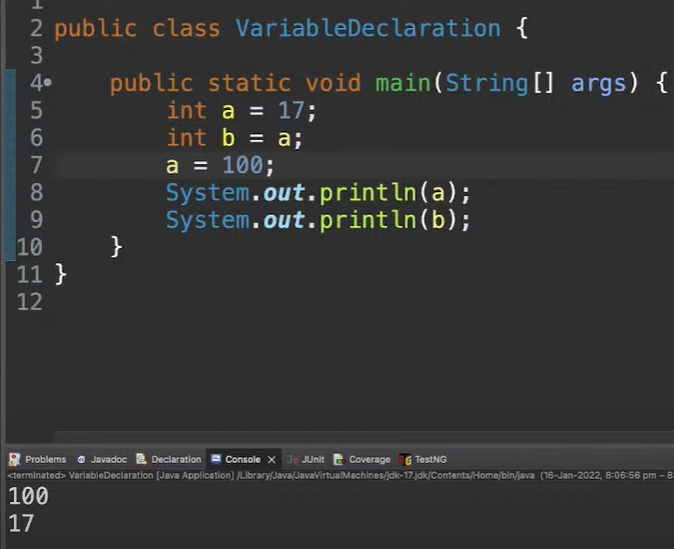 1
2 public class VariableDeclaration {
3
4 public static void main(String[] args) {
5 int a = 17;
6 int b = a;
7 a = 100;
8 System.out.println(a);
9 System.out.println(b);
10 }
11 }
12
Problems Javadoc Declaration Console JUnit Coverage TestNG
<terminated> VariableDeclaration [Java Application] /Library/Java/JavaVirtualMachines/jdk-17.jdk/Contents/Home/bin/java (16-Jan-2022, 8:06:56 pm – 8
100
17